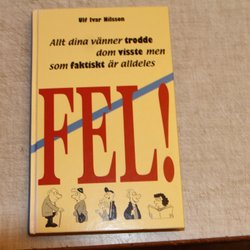 Ulf Ivar Nilsson
Allt dina vänner trodde
dom visste men
som faktiskt är alldeles
FEL!